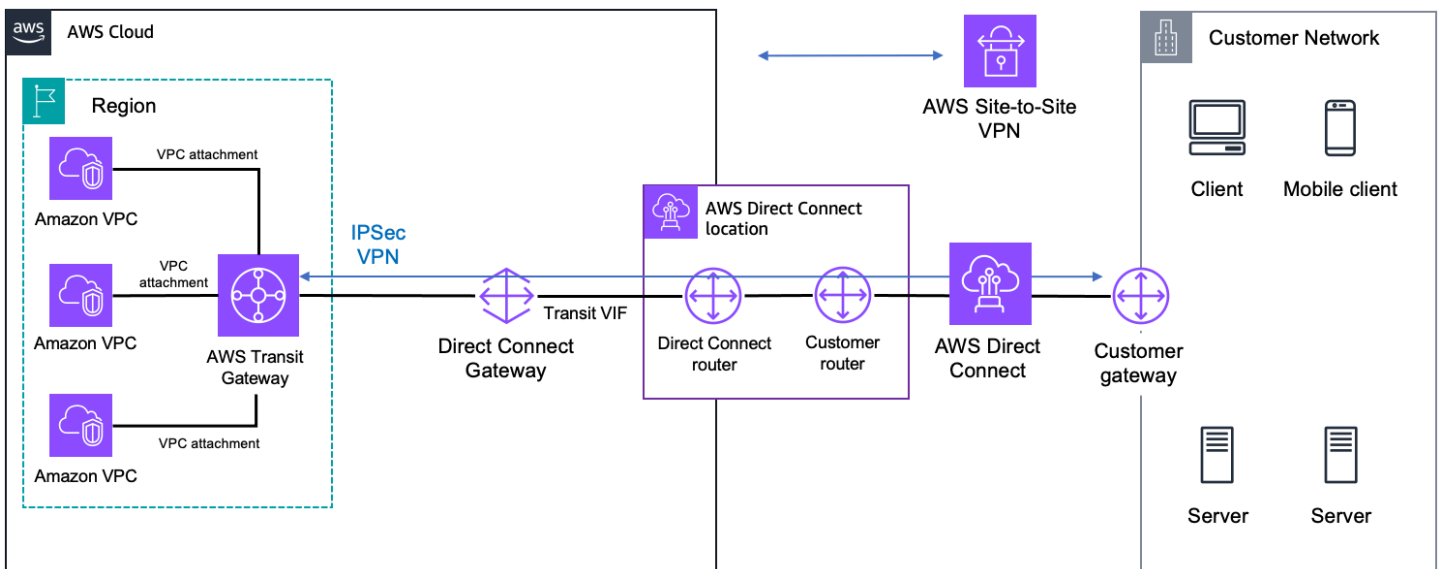 aws
AWS Cloud
Region
VPC attachment
Amazon VPC
VPC
attachment
Amazon VPC
AWS Transit
Gateway
VPC attachment
Amazon VPC
IPSec
VPN
Direct Connect
Gateway
Transit VIF
AWS Direct Connect
location
Direct Connect
router
Customer
router
AWS Site-to-Site
VPN
AWS Direct
Connect
Customer
gateway
Customer Network
Client
Mobile client
Server
Server